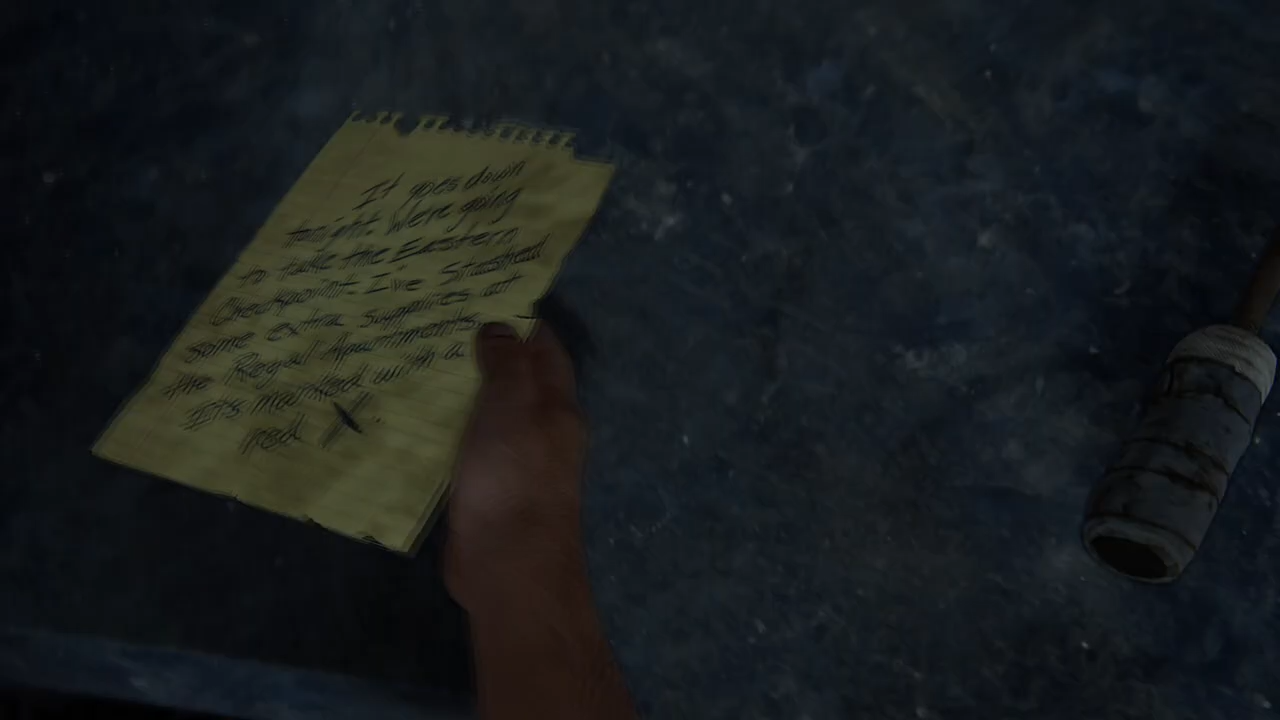 It goes down
tonight. We're going
to take the Eastern
Checkpoint. I've Stashed
some extra supplies at
the Royal Apartments.
It's marked with a
red X.